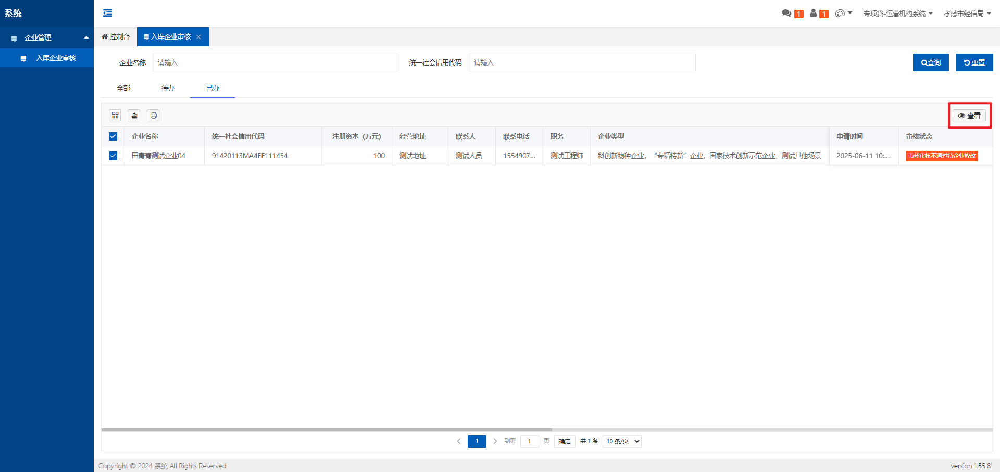 系统
1
1
专项贷-运营机构系统
孝感市经信局
企业管理
入库企业审核
控制台
入库企业审核
企业名称
请输入
统一社会信用代码
请输入
查询
重置
全部
待办
已办
查看
企业名称
统一社会信用代码
注册资本（万元）
经营地址
联系人
联系电话
职务
企业类型
申请时间
审核状态
田青青测试企业04
91420113MA4EF111454
100
测试地址
测试人员
1554907...
测试工程师
科创新物种企业，“专精特新”企业，国家技术创新示范企业，测试其他场景
2025-06-11 10:...
市州审核不通过待企业修改
1
到第
1
页
确定
共 1 条
10 条/页
Copyright © 2024 系统 All Rights Reserved
version 1.55.8